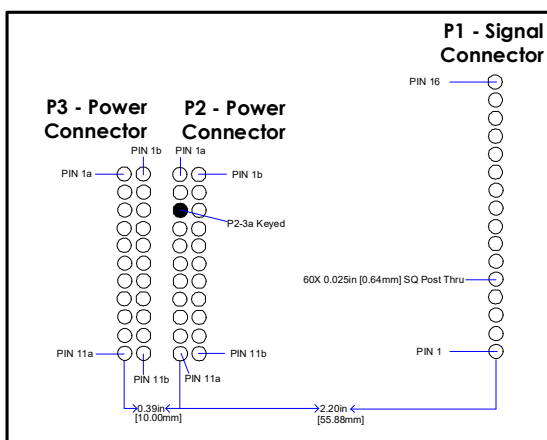 P1 - Signal
Connector
PIN 16
P3 - Power
Connector
P2 - Power
Connector
PIN 1b
PIN 1a
PIN 1a
PIN 1b
P2-3a Keyed
60X 0.025in [0.64mm] SQ Post Thru
PIN 11a
PIN 11b
PIN 1
PIN 11b
PIN 11a
0.39in
[10.00mm]
2.20in
[55.88mm]